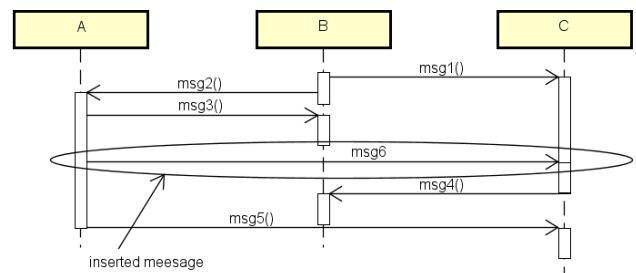 A
B
C
msg1()
msg2()
msg3()
msg6
msg4()
msg5()
inserted meesage